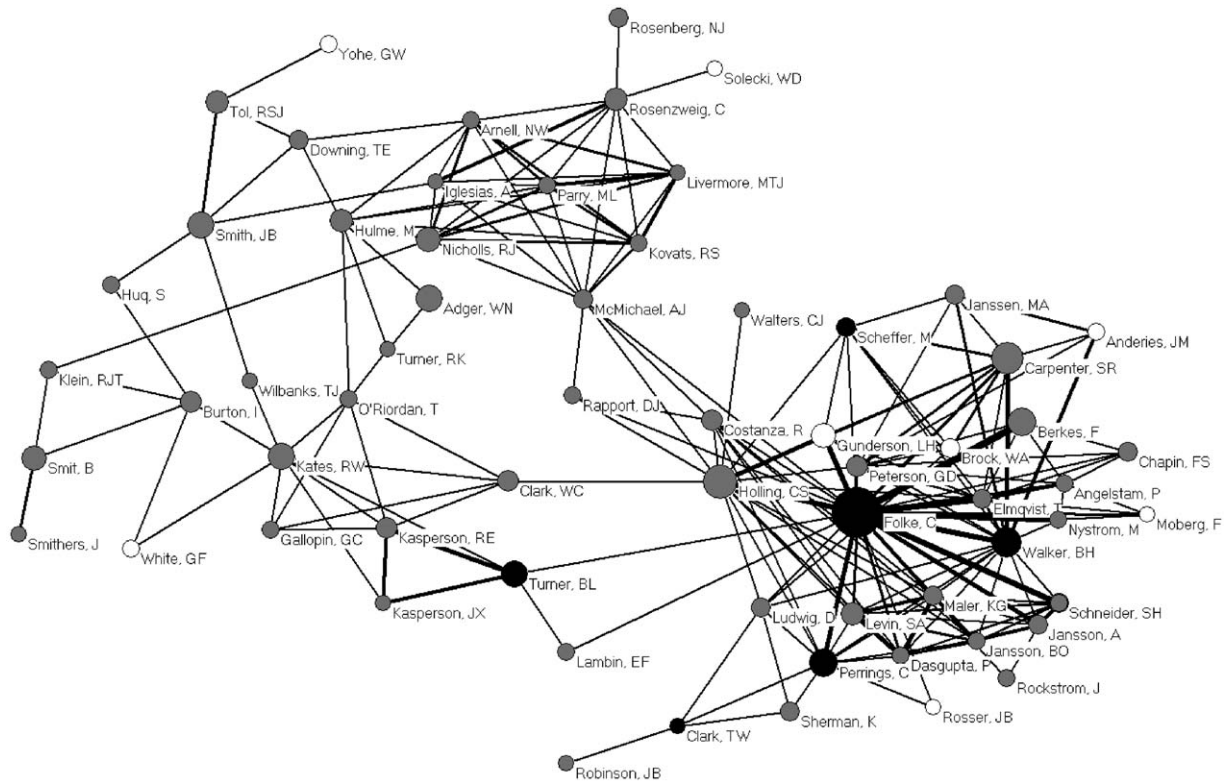 Rosenberg, NJ
Yohe, GW
Solecki, WD
Tol, RSJ
Rosenzweig, C
Arnell, NW
Downing, TE
Livermore, MTJ
Iglesias, A
Parry, ML
Smith, JB
Hulme, M
Nicholls, RJ
Kovats, RS
Huq, S
Adger, WN
McMichael, AJ
Janssen, MA
Walters, CJ
Scheffer, M
Anderies, JM
Turner, RK
Carpenter, SR
Klein, RJT
Wilbanks, TJ
Burton, I
O'Riordan, T
Rapport, DJ
Costanza, R
Gunderson, LH
Berkes, F
Brock, WA
Chapin, FS
Smit, B
Kates, RW
Peterson, GD
Clark, WC
Holling, CS
Angelstam, P
Elmqvist, T
Folke, C
Nystrom, M
Moberg, F
Smithers, J
White, GF
Gallopin, GC
Kasperson, RE
Walker, BH
Turner, BL
Kasperson, JX
Ludwig, D
Levin, SA
Maler, KG
Schneider, SH
Jansson, A
Jansson, BO
Lambin, EF
Perrings, C
Dasgupta, P
Rockstrom, J
Sherman, K
Rosser, JB
Clark, TW
Robinson, JB